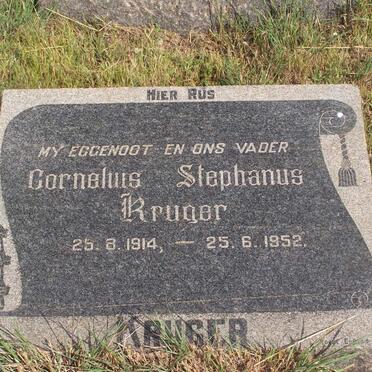 HIER RUS
MY EGGENOOT EN ONS VADER
Cornelius Stephanus
Kruger
25.8.1914, — 25.6.1952.
KRUGER